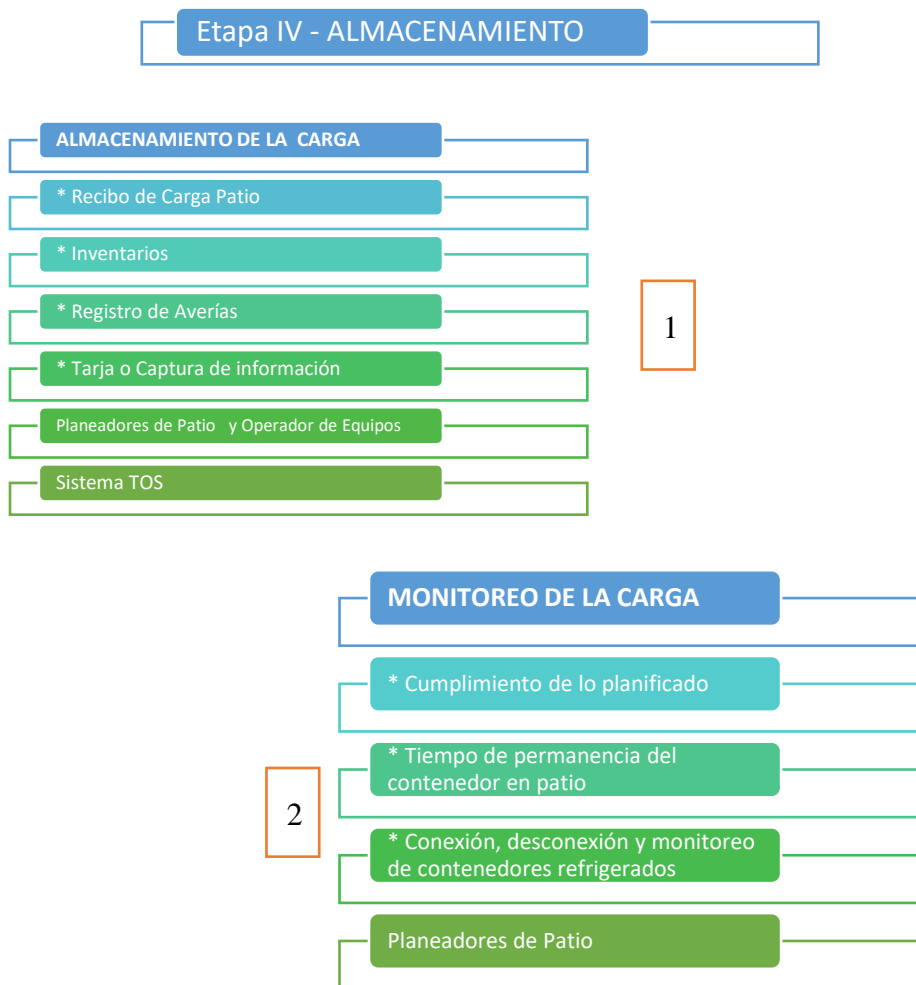 Etapa IV - ALMACENAMIENTO
ALMACENAMIENTO DE LA CARGA
* Recibo de Carga Patio
* Inventarios
* Registro de Averías
* Tarja o Captura de información
Planeadores de Patio y Operador de Equipos
Sistema TOS
1
MONITOREO DE LA CARGA
* Cumplimiento de lo planificado
* Tiempo de permanencia del
contenedor en patio
* Conexión, desconexión y monitoreo
de contenedores refrigerados
Planeadores de Patio
2